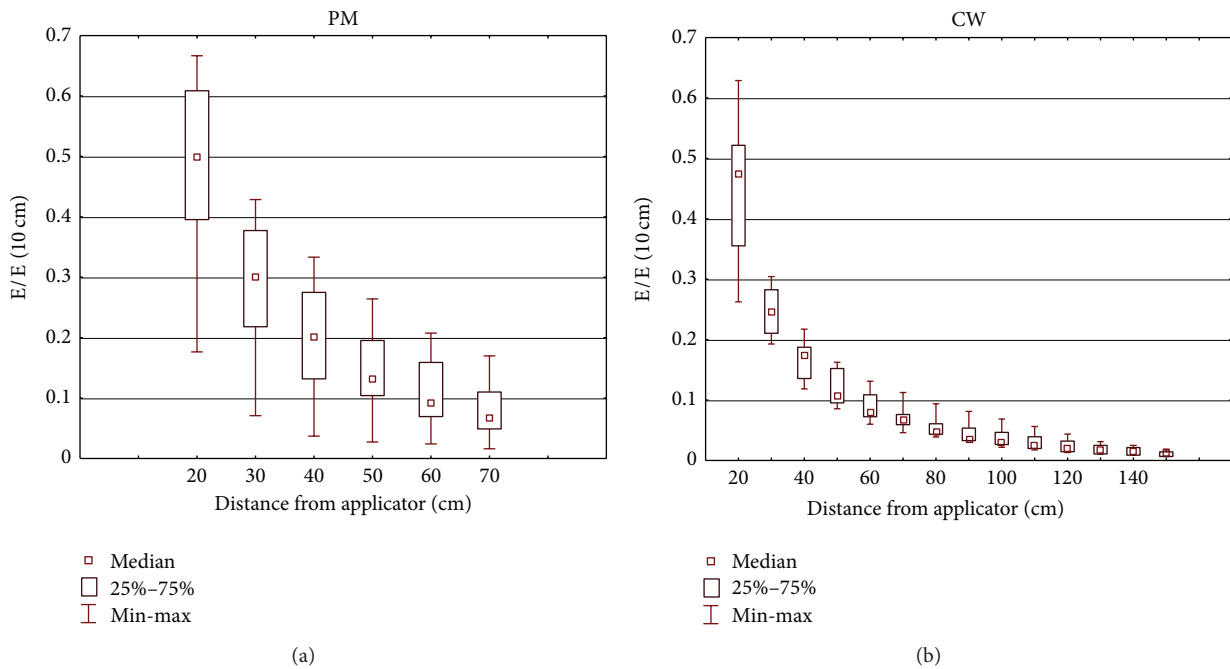 PM
0.7
0.6
0.5
0.4
0.3
0.2
0.1
0
E/E (10 cm)
20 30 40 50 60 70
Distance from applicator (cm)
Median
25%–75%
Min-max
(a)
CW
0.7
0.6
0.5
0.4
0.3
0.2
0.1
0
E/E (10 cm)
20 40 60 80 100 120 140
Distance from applicator (cm)
Median
25%–75%
Min-max
(b)